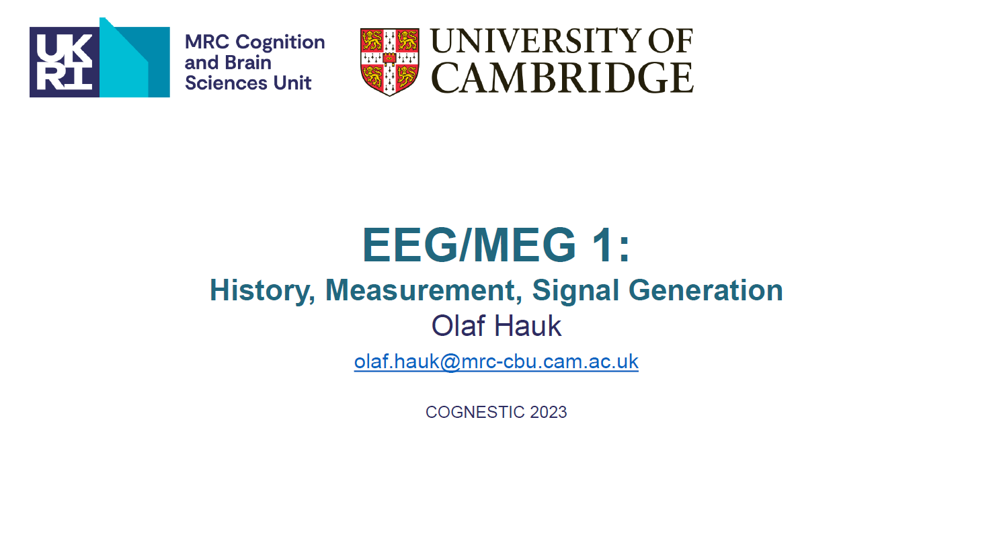 UK
RI
MRC Cognition
and Brain
Sciences Unit
UNIVERSITY OF
CAMBRIDGE
EEG/MEG 1:
History, Measurement, Signal Generation
Olaf Hauk
olaf.hauk@mrc-cbu.cam.ac.uk
COGNESTIC 2023